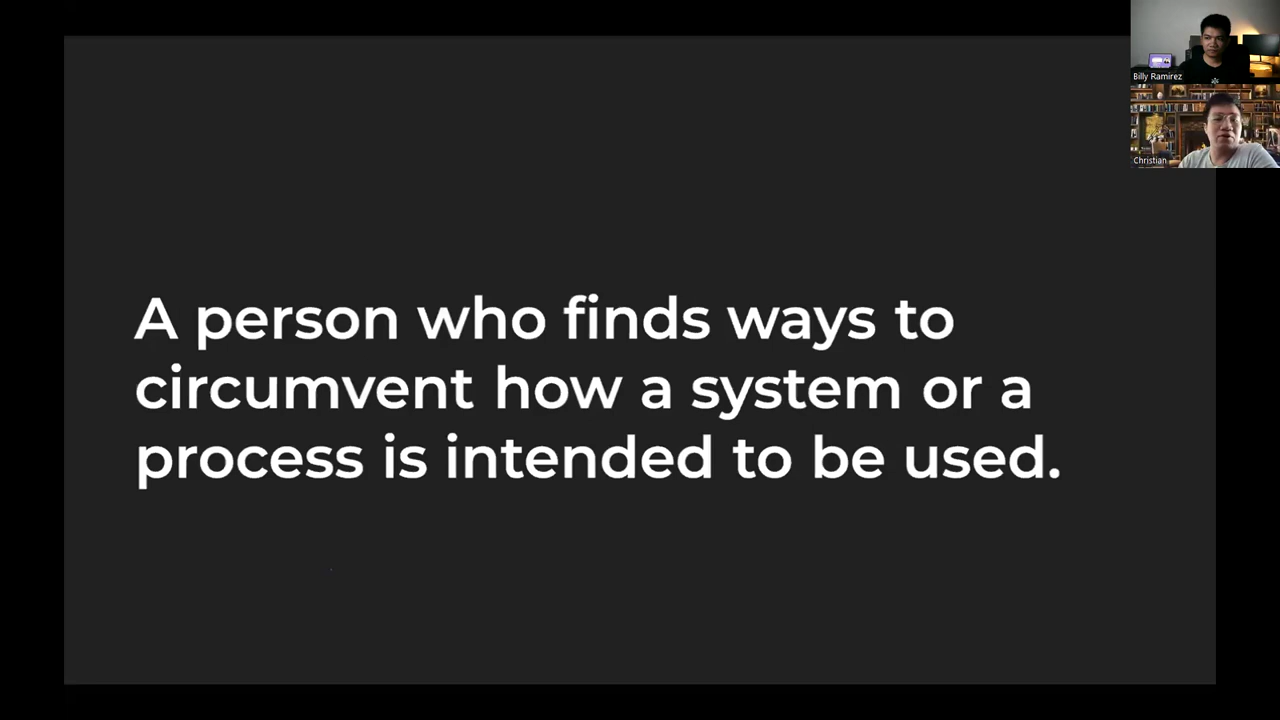 Billy Ramirez
Christian
A person who finds ways to
circumvent how a system or a
process is intended to be used.